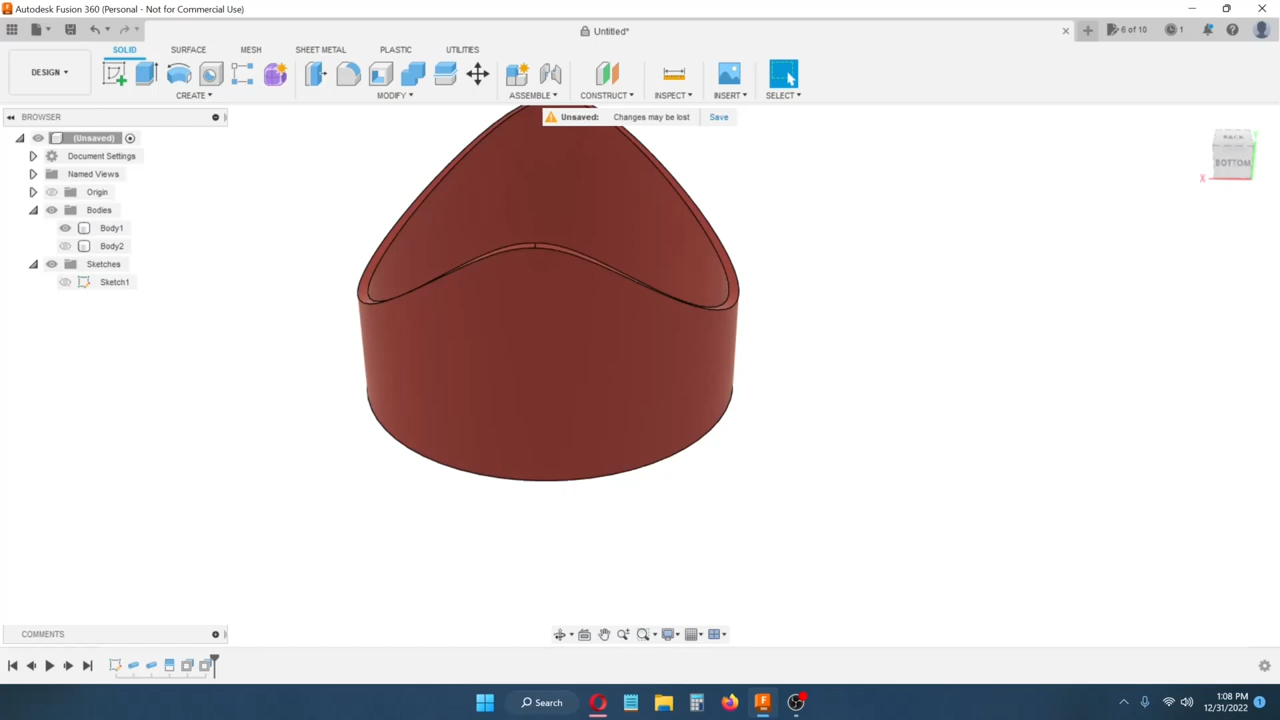 Autodesk Fusion 360 (Personal - Not for Commercial Use)
Untitled*
6 of 10
1
DESIGN
SOLID
SURFACE
MESH
SHEET METAL
PLASTIC
UTILITIES
CREATE
MODIFY
ASSEMBLE
CONSTRUCT
INSPECT
INSERT
SELECT
BROWSER
Unsaved: Changes may be lost
Save
(Unsaved)
Document Settings
Named Views
Origin
Bodies
Body1
Body2
Sketches
Sketch1
BACK
BOTTOM
X
Y
COMMENTS
Search
1:08 PM
12/31/2022
1